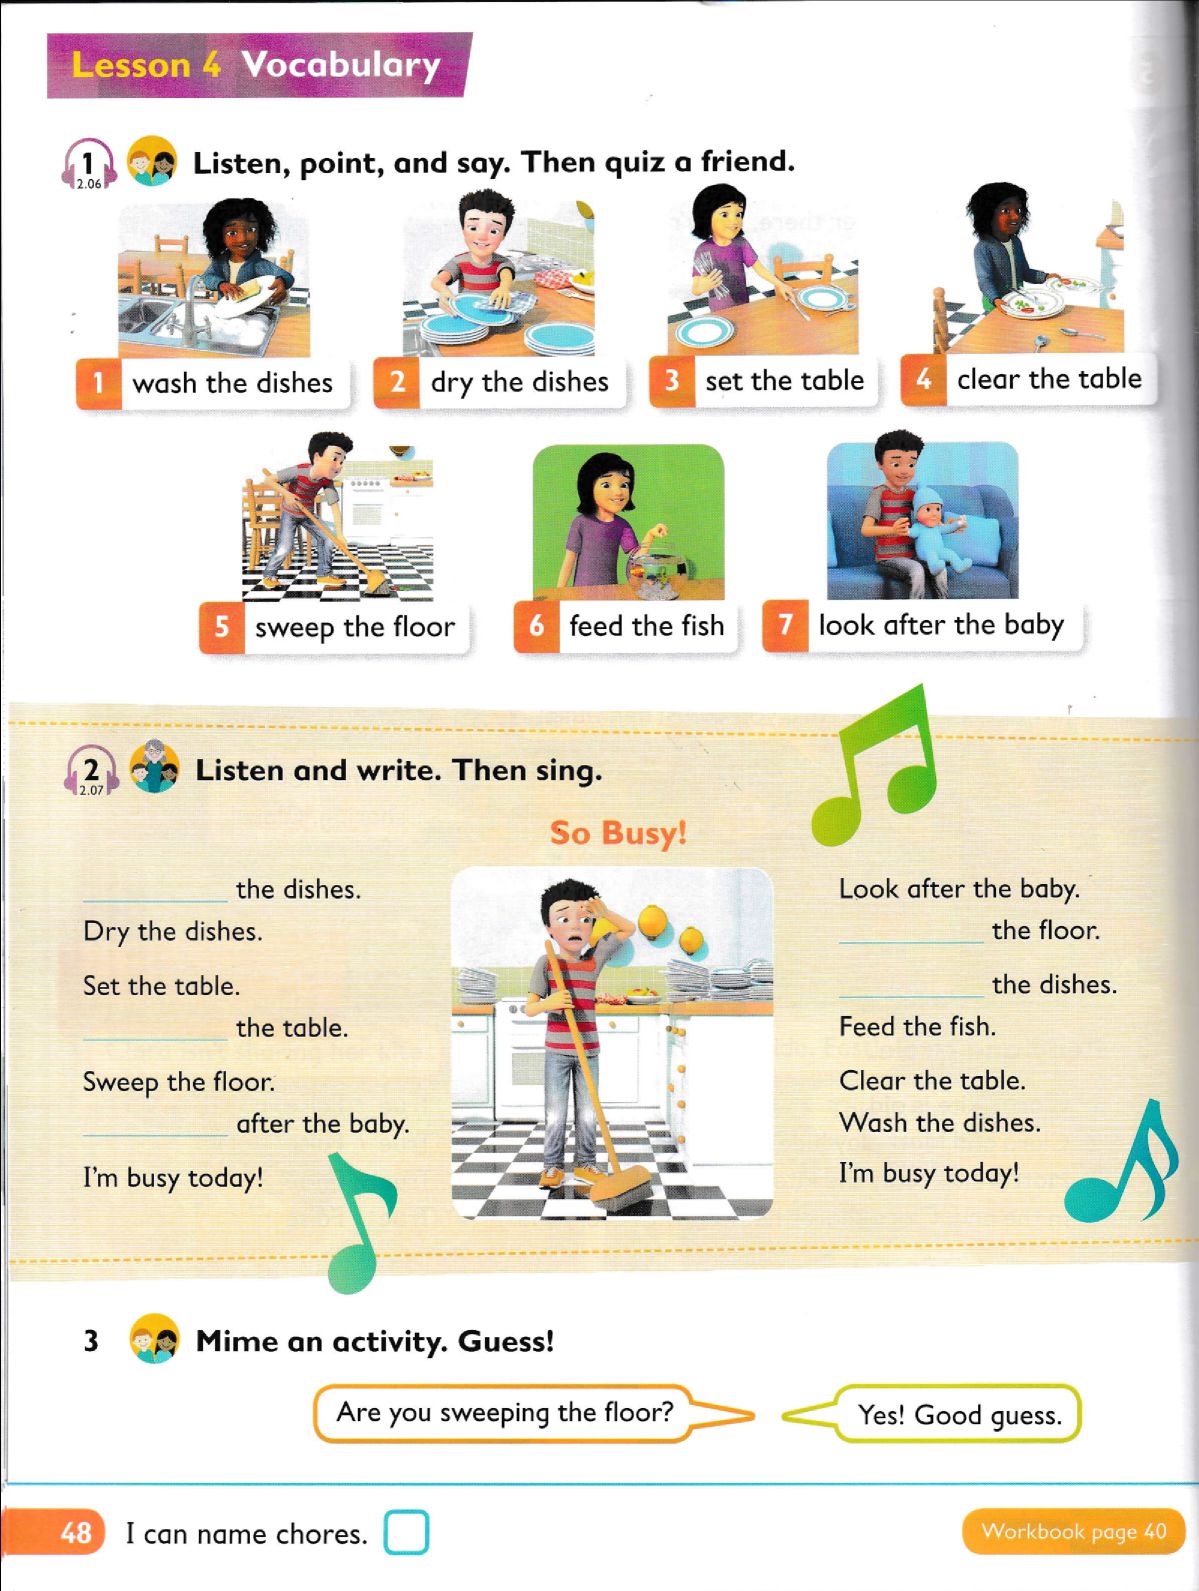 Lesson 4 Vocabulary
1
2.06
Listen, point, and say. Then quiz a friend.
1 wash the dishes
2 dry the dishes
3 set the table
4 clear the table
5 sweep the floor
6 feed the fish
7 look after the baby
2
2.07
Listen and write. Then sing.
So Busy!
__________ the dishes.
Dry the dishes.
Set the table.
__________ the table.
Sweep the floor.
__________ after the baby.
I'm busy today!
Look after the baby.
__________ the floor.
__________ the dishes.
Feed the fish.
Clear the table.
Wash the dishes.
I'm busy today!
3 Mime an activity. Guess!
Are you sweeping the floor?
Yes! Good guess.
48 I can name chores.
Workbook page 40